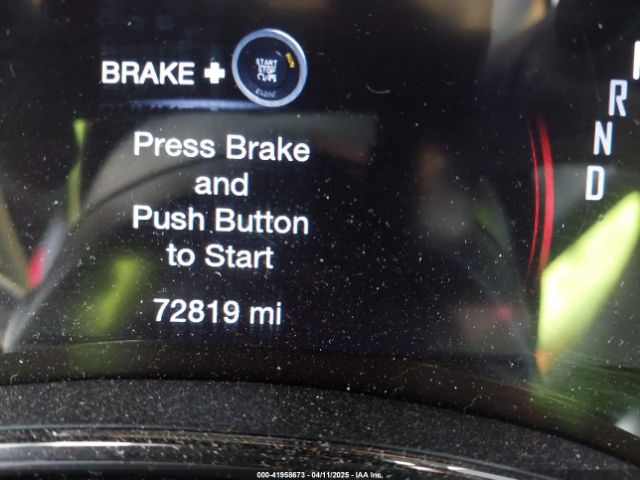 BRAKE +
START
STOP
Press Brake
and
Push Button
to Start
72819 mi
R
N
D
000-41958673 - 04/11/2025 - IAA Inc.